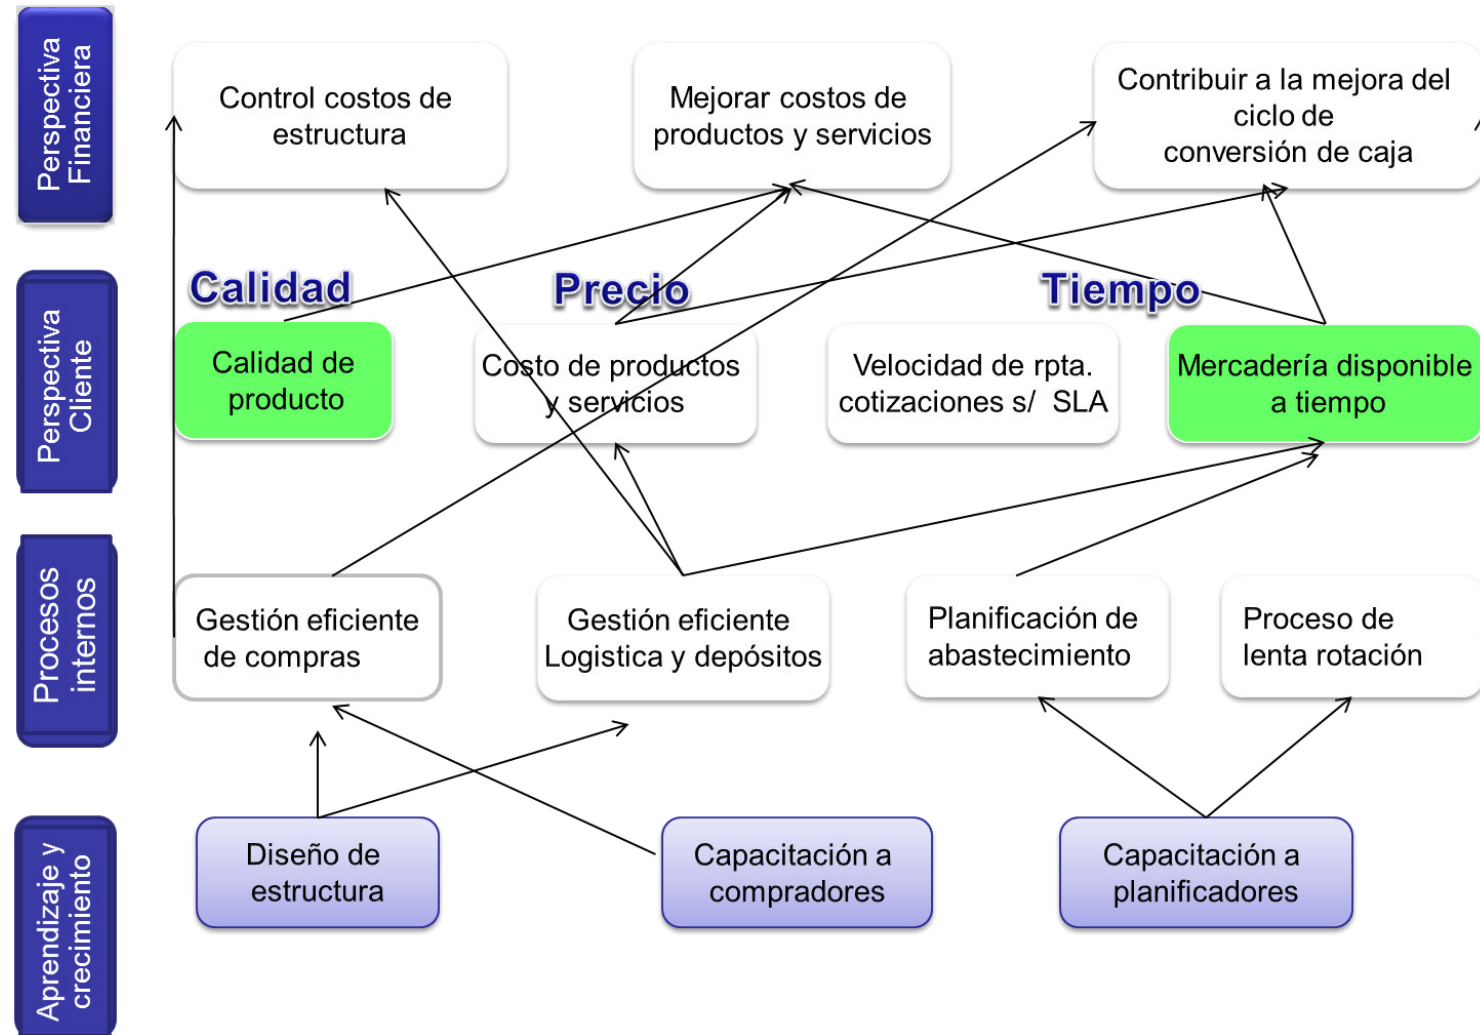 Perspectiva
Financiera
Control costos de
estructura
Mejorar costos de
productos y servicios
Contribuir a la mejora del
ciclo de
conversión de caja
Perspectiva
Cliente
Calidad
Precio
Tiempo
Calidad de
producto
Costo de productos
y servicios
Velocidad de rpta.
cotizaciones s/ SLA
Mercadería disponible
a tiempo
Procesos
internos
Gestión eficiente
de compras
Gestión eficiente
Logistica y depósitos
Planificación de
abastecimiento
Proceso de
lenta rotación
Aprendizaje y
crecimiento
Diseño de
estructura
Capacitación a
compradores
Capacitación a
planificadores